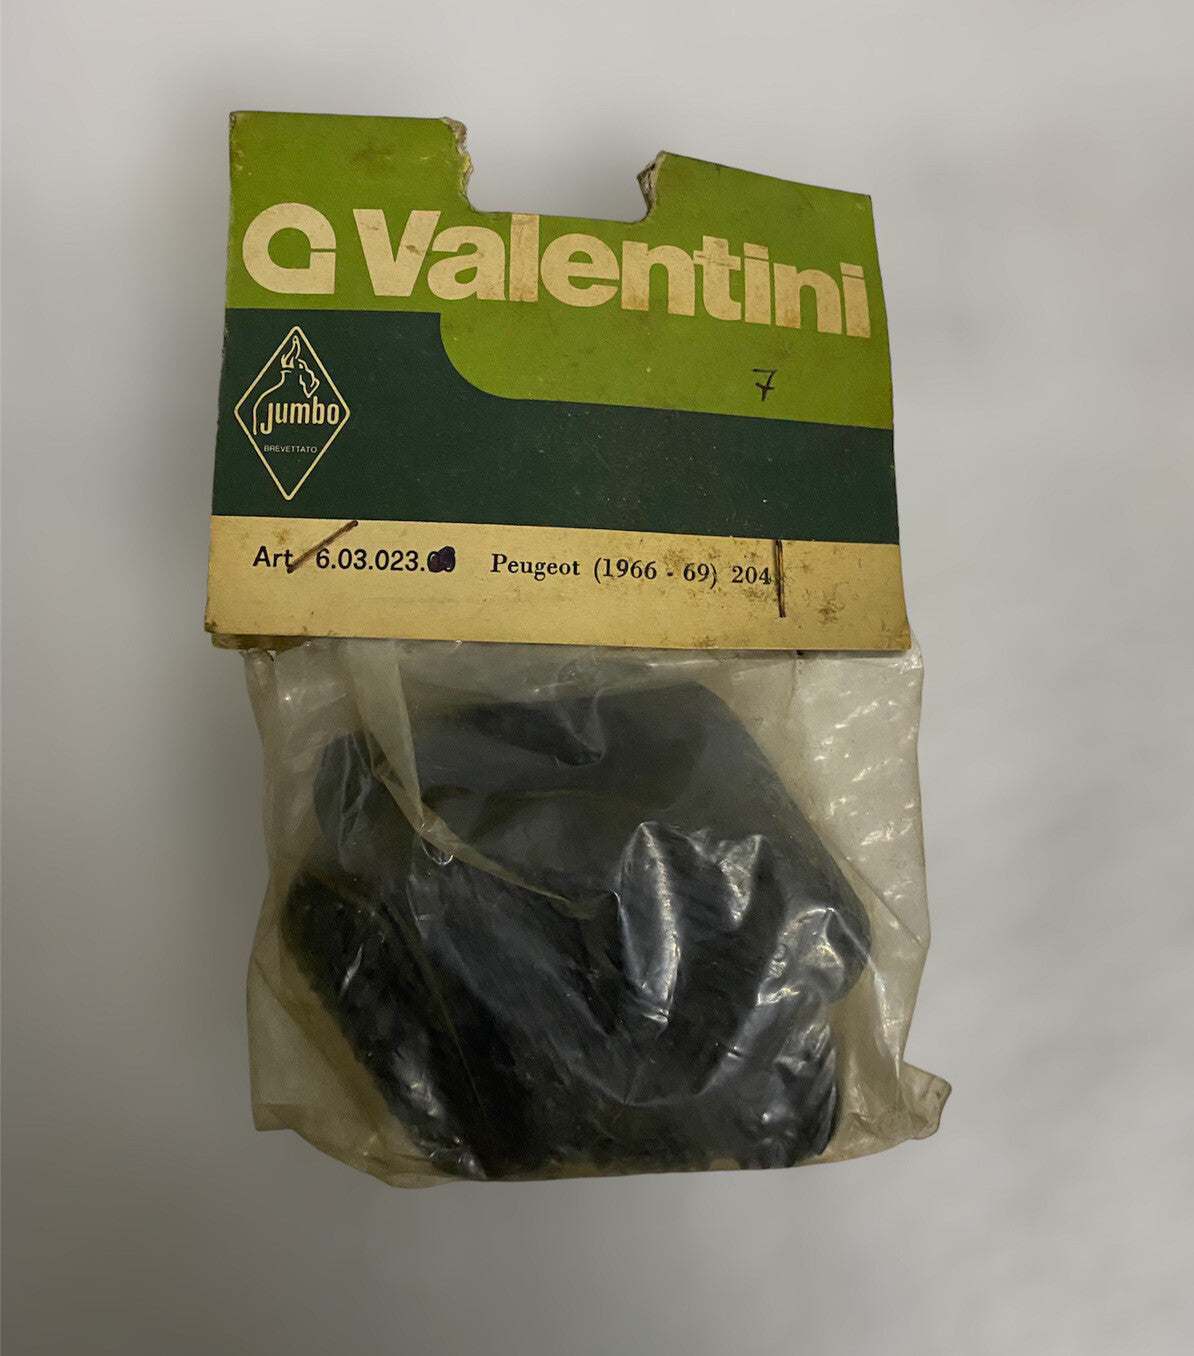 G Valentini
7
jumbo
BREVETTATO
Art. 6.03.023. Peugeot (1966 - 69) 204